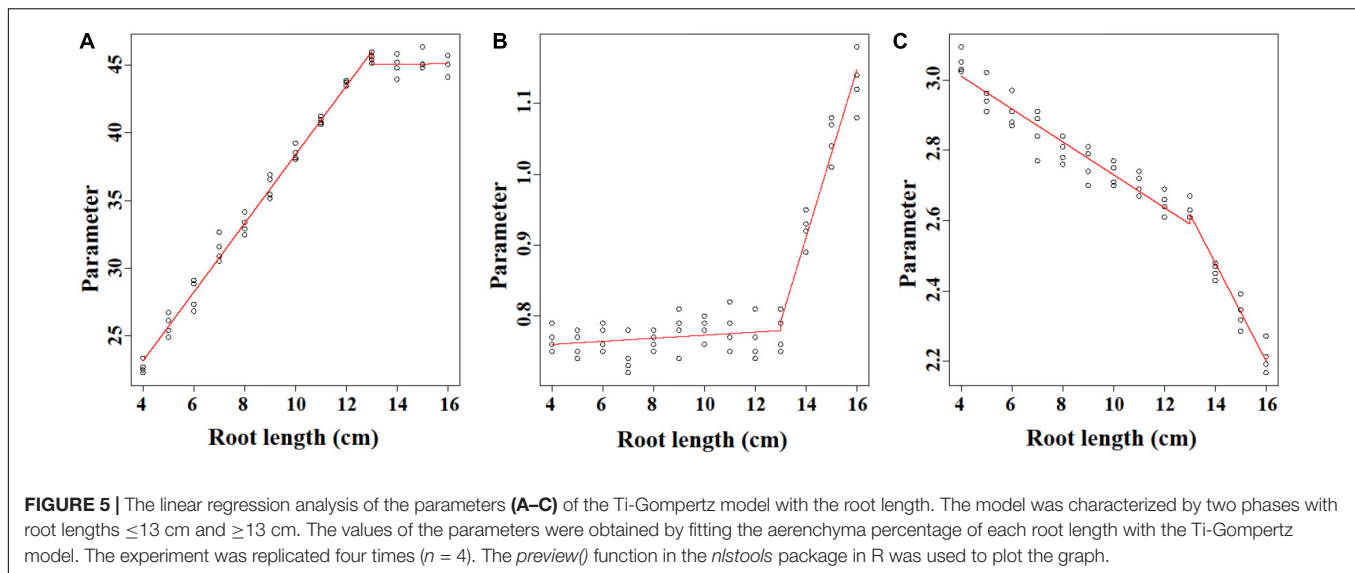 A
B
C
Parameter
25 30 35 40 45
4 6 8 10 12 14 16
Root length (cm)
Parameter
0.8 0.9 1.0 1.1
4 6 8 10 12 14 16
Root length (cm)
Parameter
2.2 2.4 2.6 2.8 3.0
4 6 8 10 12 14 16
Root length (cm)
FIGURE 5 | The linear regression analysis of the parameters (A–C) of the Ti-Gompertz model with the root length. The model was characterized by two phases with
root lengths ≤13 cm and ≥13 cm. The values of the parameters were obtained by fitting the aerenchyma percentage of each root length with the Ti-Gompertz
model. The experiment was replicated four times (n = 4). The preview() function in the nlstools package in R was used to plot the graph.